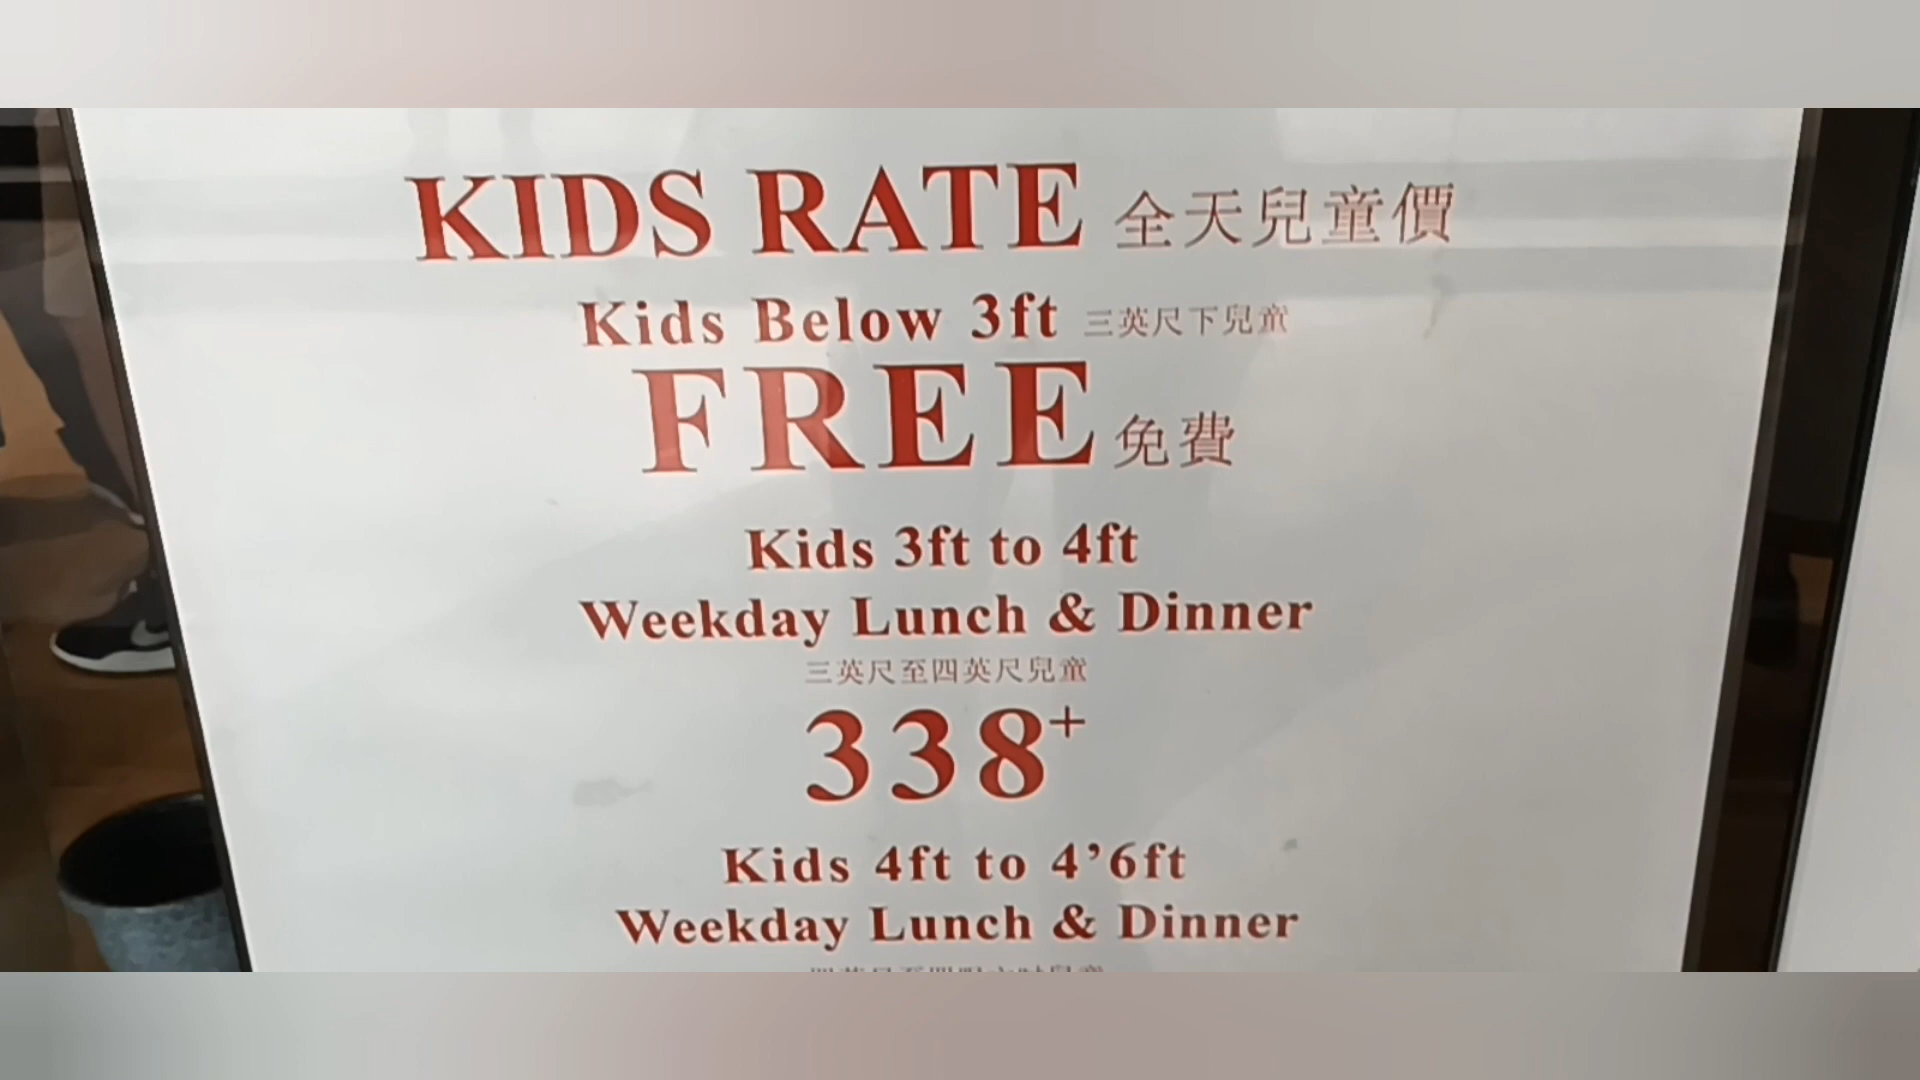 KIDS RATE 全天兒童價
Kids Below 3ft 三英尺下兒童
FREE 免費
Kids 3ft to 4ft
Weekday Lunch & Dinner
三英尺至四英尺兒童
338+
Kids 4ft to 4’6ft
Weekday Lunch & Dinner